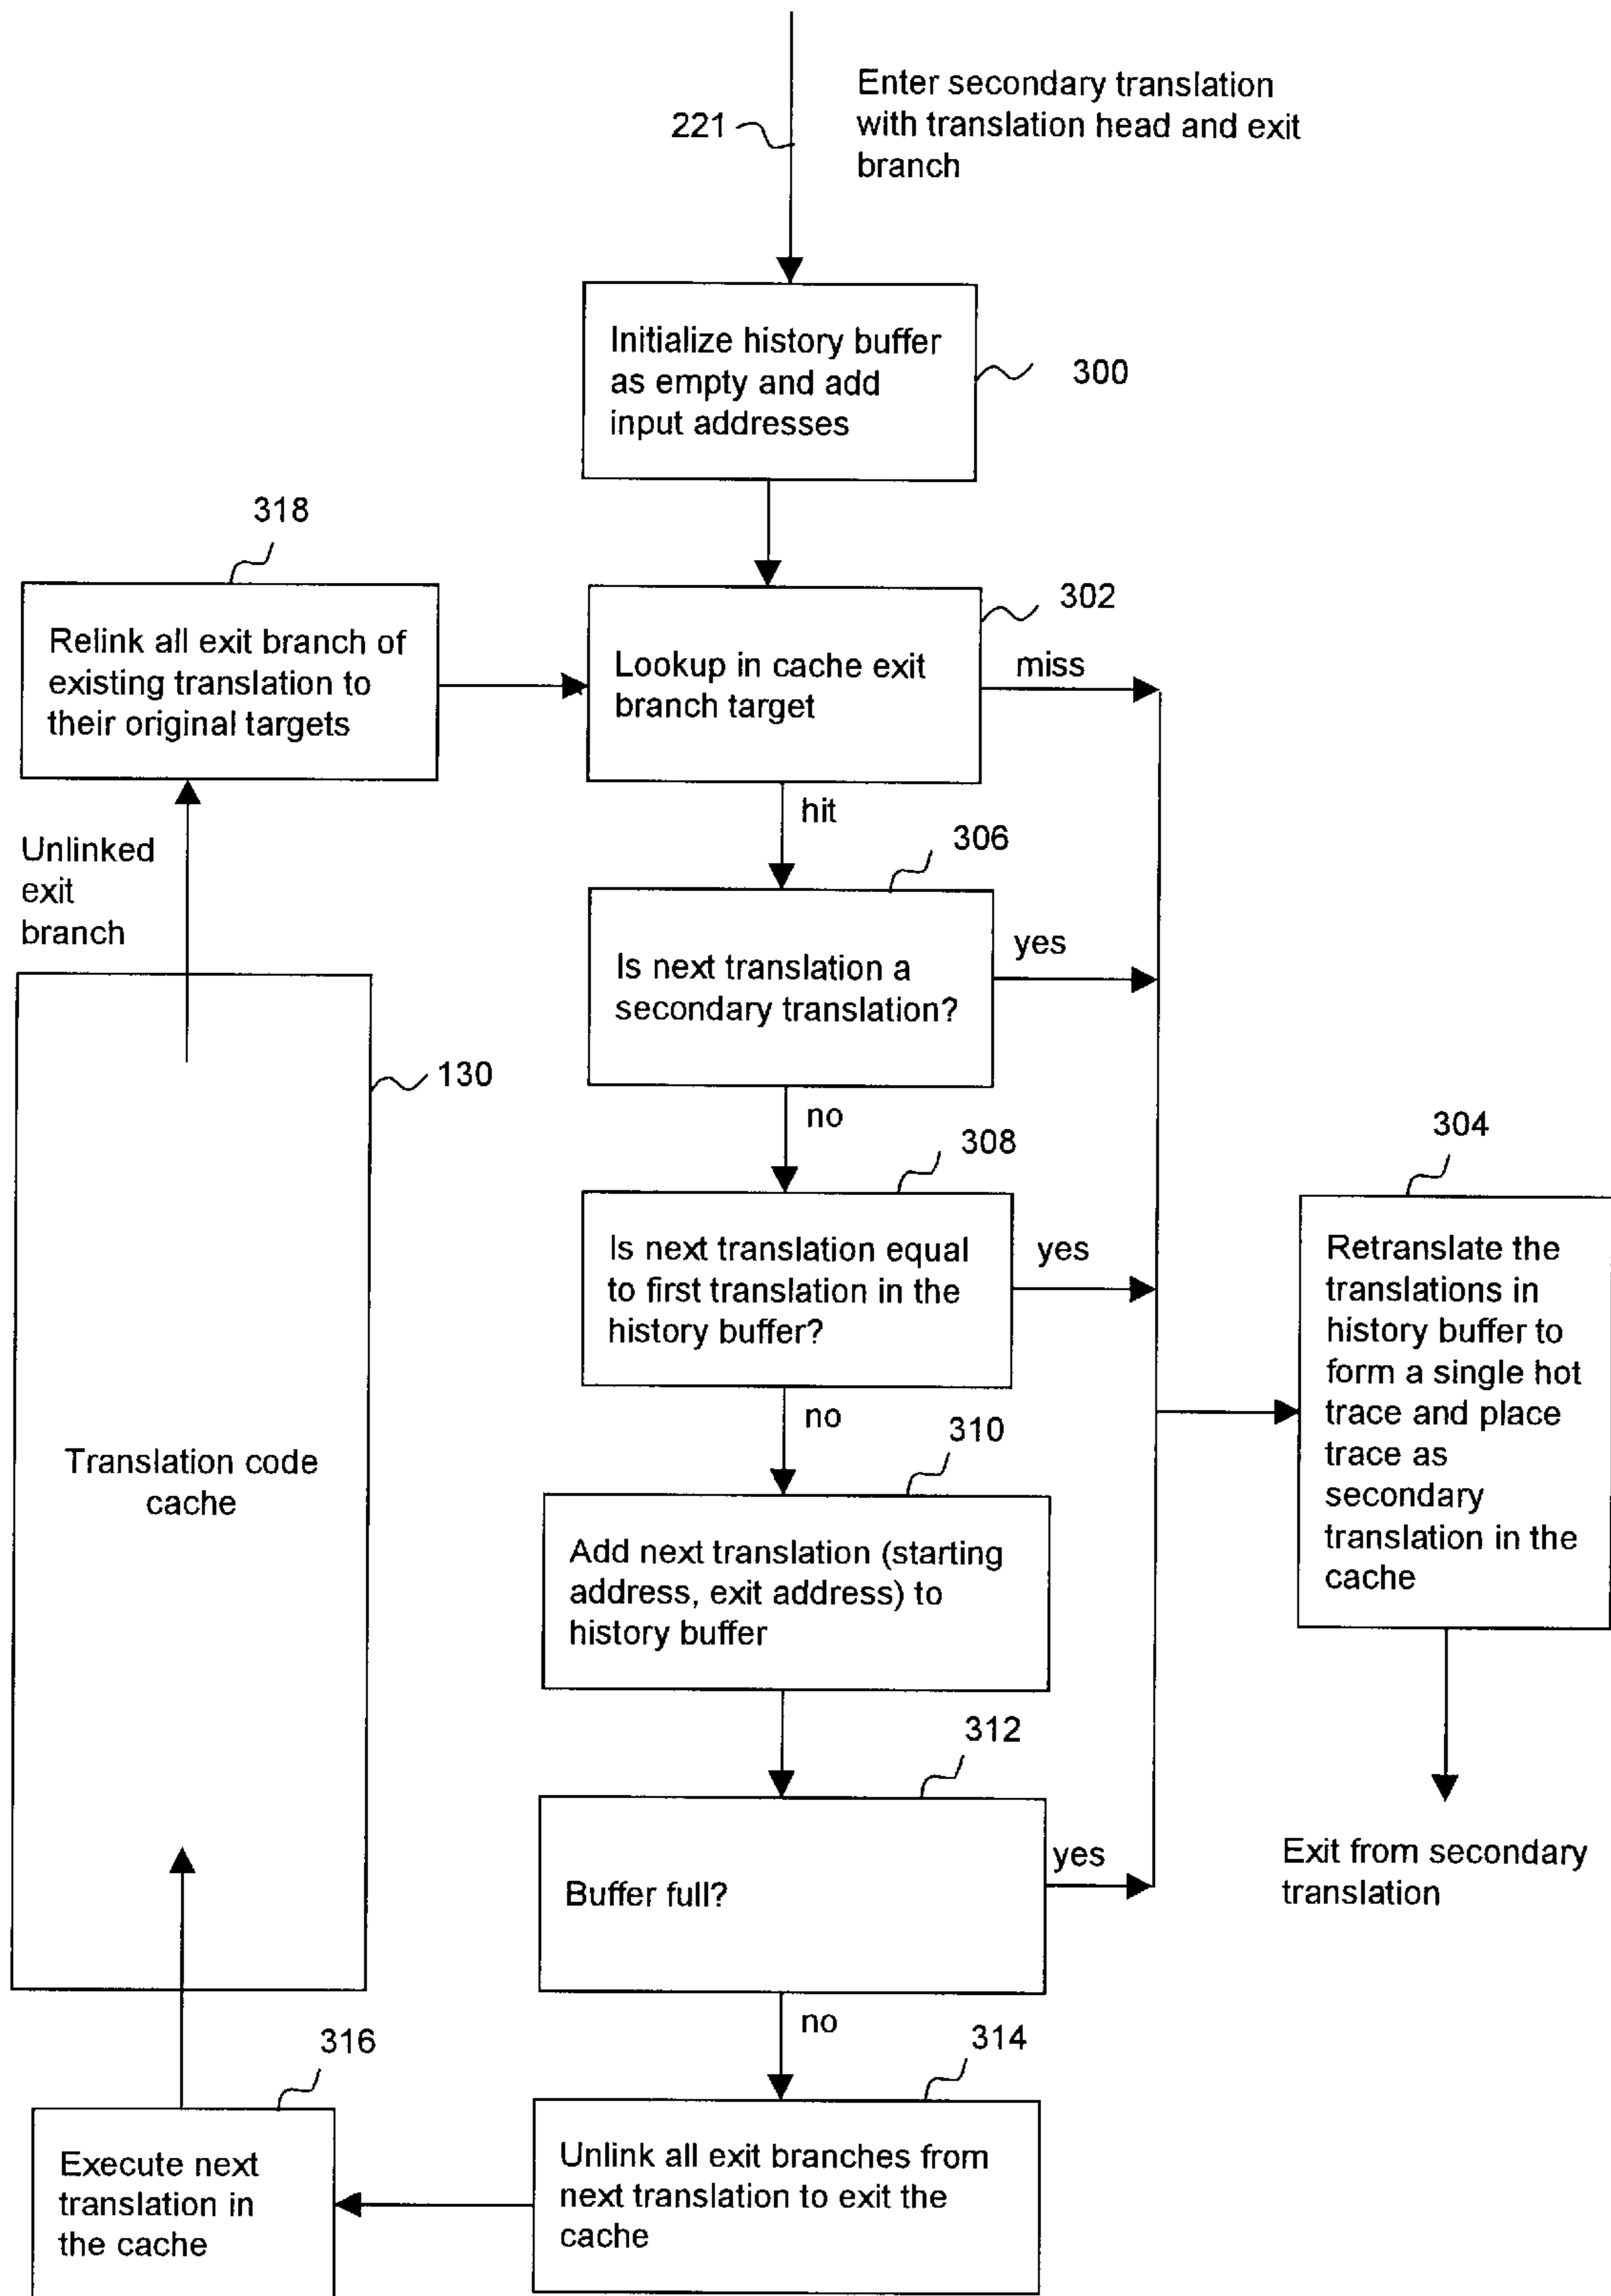 Enter secondary translation
with translation head and exit
branch
221
Initialize history buffer
as empty and add
input addresses
300
318
302
Relink all exit branch of
existing translation to
their original targets
Lookup in cache exit
branch target
miss
hit
306
Unlinked
exit
branch
Is next translation a
secondary translation?
yes
130
no
308
304
Is next translation equal
to first translation in the
history buffer?
yes
Retranslate the
translations in
history buffer to
form a single hot
trace and place
trace as
secondary
translation in the
cache
no
310
Translation code
cache
Add next translation (starting
address, exit address) to
history buffer
312
Buffer full?
yes
Exit from secondary
translation
no
316
314
Execute next
translation in
the cache
Unlink all exit branches from
next translation to exit the
cache